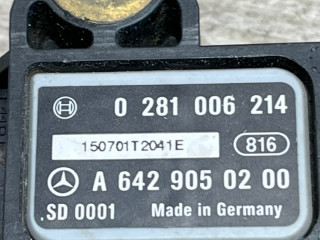 0 281 006 214
150701T2041E 816
A 642 905 02 00
SD 0001 Made in Germany